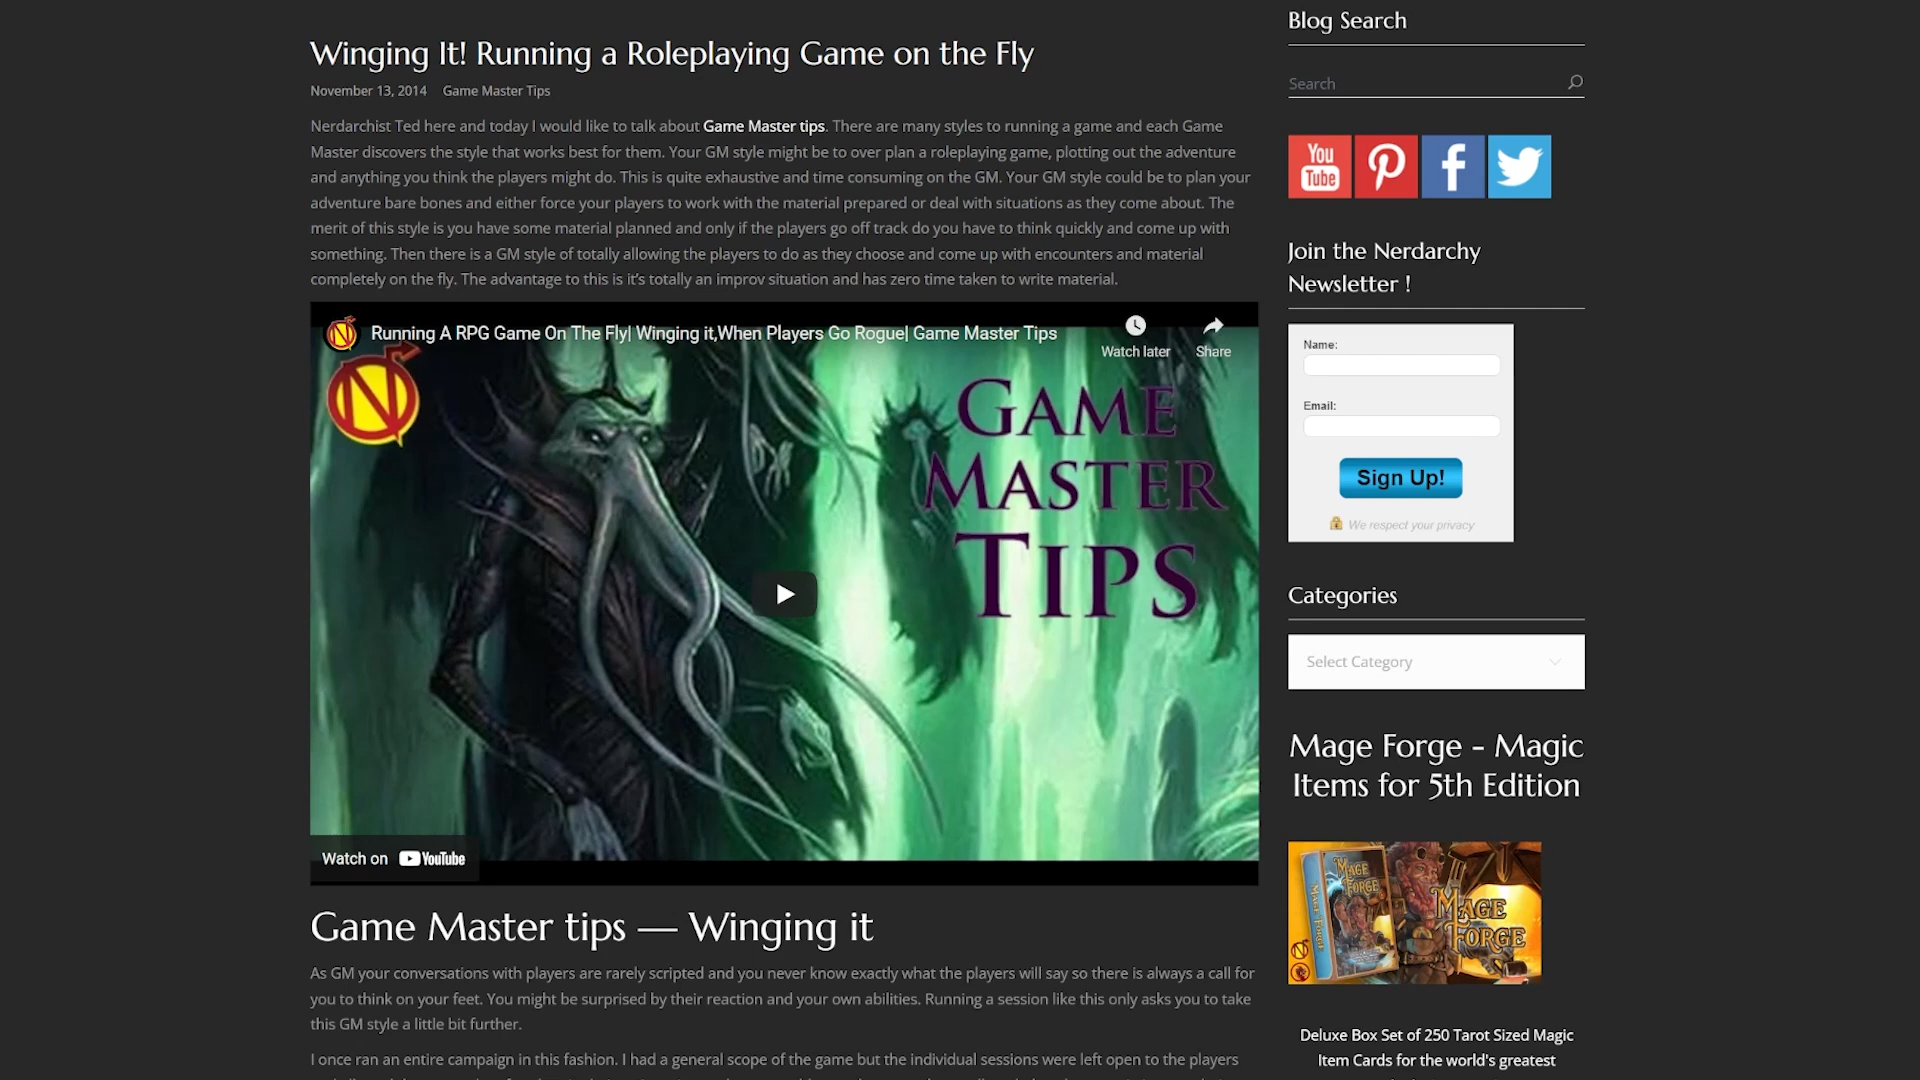 Winging It! Running a Roleplaying Game on the Fly
November 13, 2014 Game Master Tips
Nerdarchist Ted here and today I would like to talk about Game Master tips. There are many styles to running a game and each Game
Master discovers the style that works best for them. Your GM style might be to over plan a roleplaying game, plotting out the adventure
and anything you think the players might do. This is quite exhaustive and time consuming on the GM. Your GM style could be to plan your
adventure bare bones and either force your players to work with the material prepared or deal with situations as they come about. The
merit of this style is you have some material planned and only if the players go off track do you have to think quickly and come up with
something. Then there is a GM style of totally allowing the players to do as they choose and come up with encounters and material
completely on the fly. The advantage to this is it's totally an improv situation and has zero time taken to write material.
Running A RPG Game On The Fly| Winging it,When Players Go Rogue| Game Master Tips
Watch later
Share
N
GAME
MASTER
TIPS
Watch on YouTube
Game Master tips — Winging it
As GM your conversations with players are rarely scripted and you never know exactly what the players will say so there is always a call for
you to think on your feet. You might be surprised by their reaction and your own abilities. Running a session like this only asks you to take
this GM style a little bit further.
I once ran an entire campaign in this fashion. I had a general scope of the game but the individual sessions were left open to the players
Blog Search
Search
You
Tube
Join the Nerdarchy
Newsletter !
Name:
Email:
Sign Up!
We respect your privacy
Categories
Select Category
Mage Forge - Magic
Items for 5th Edition
MAGE
FORGE
Mage Forge
MAGE
FORGE
Deluxe Box Set of 250 Tarot Sized Magic
Item Cards for the world's greatest